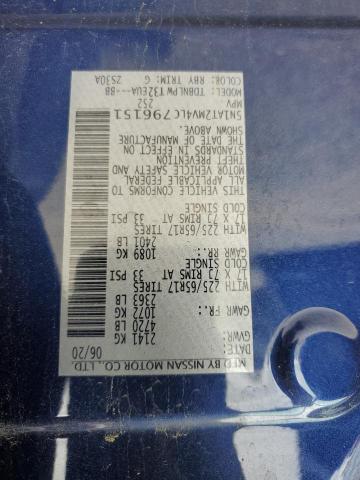 MFD BY NISSAN MOTOR CO., LTD.
DATE: 06/20
GVWR: 2141 KG
4720 LB
GAWR FR.: 1072 KG
2363 LB
WITH 225/65R17 TIRES
17 X 7J RIMS AT 33 PSI
COLD SINGLE
GAWR RR: 1089 KG
2401 LB
WITH 225/65R17 TIRES
17 X 7J RIMS AT 33 PSI
COLD SINGLE
THIS VEHICLE CONFORMS TO
ALL APPLICABLE FEDERAL
MOTOR VEHICLE SAFETY AND
THEFT PREVENTION
STANDARDS IN EFFECT ON
THE DATE OF MANUFACTURE
SHOWN ABOVE.
5N1AT2MV4LC796151
MPV 252
MODEL: TDBNLPW T32EUA---BB
COLOR: RBY TRIM: G 2S30A